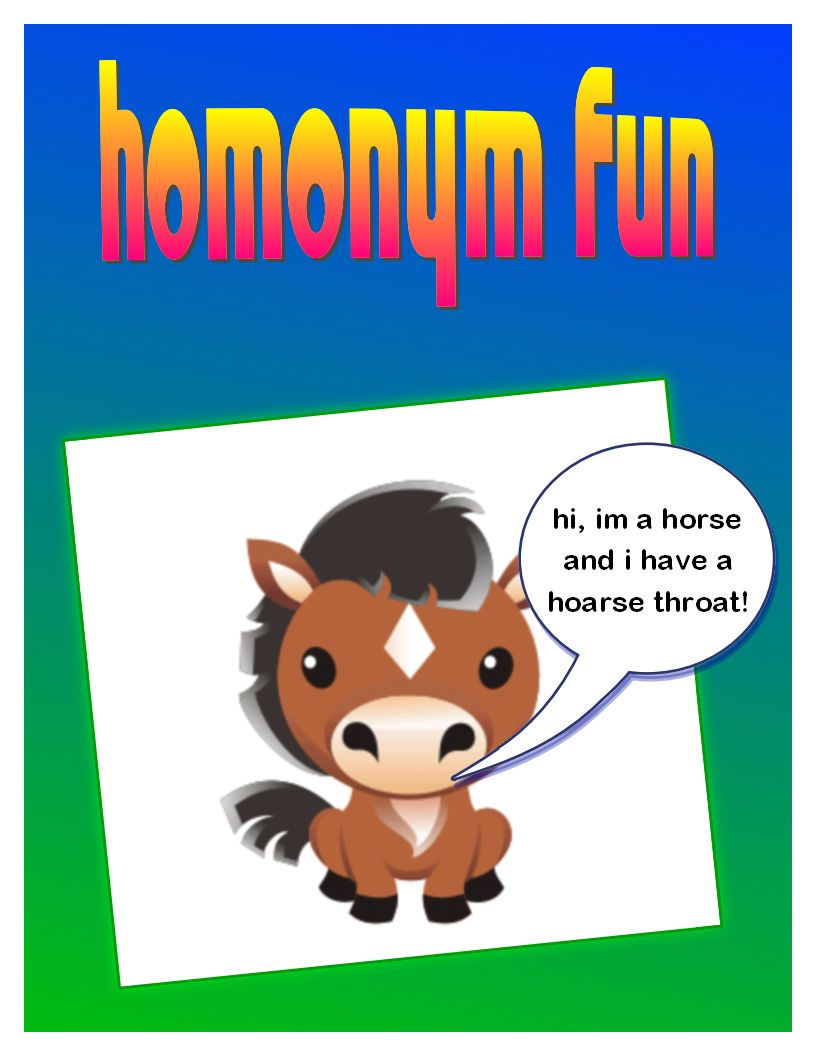 homonym fun
hi, im a horse
and i have a
hoarse throat!